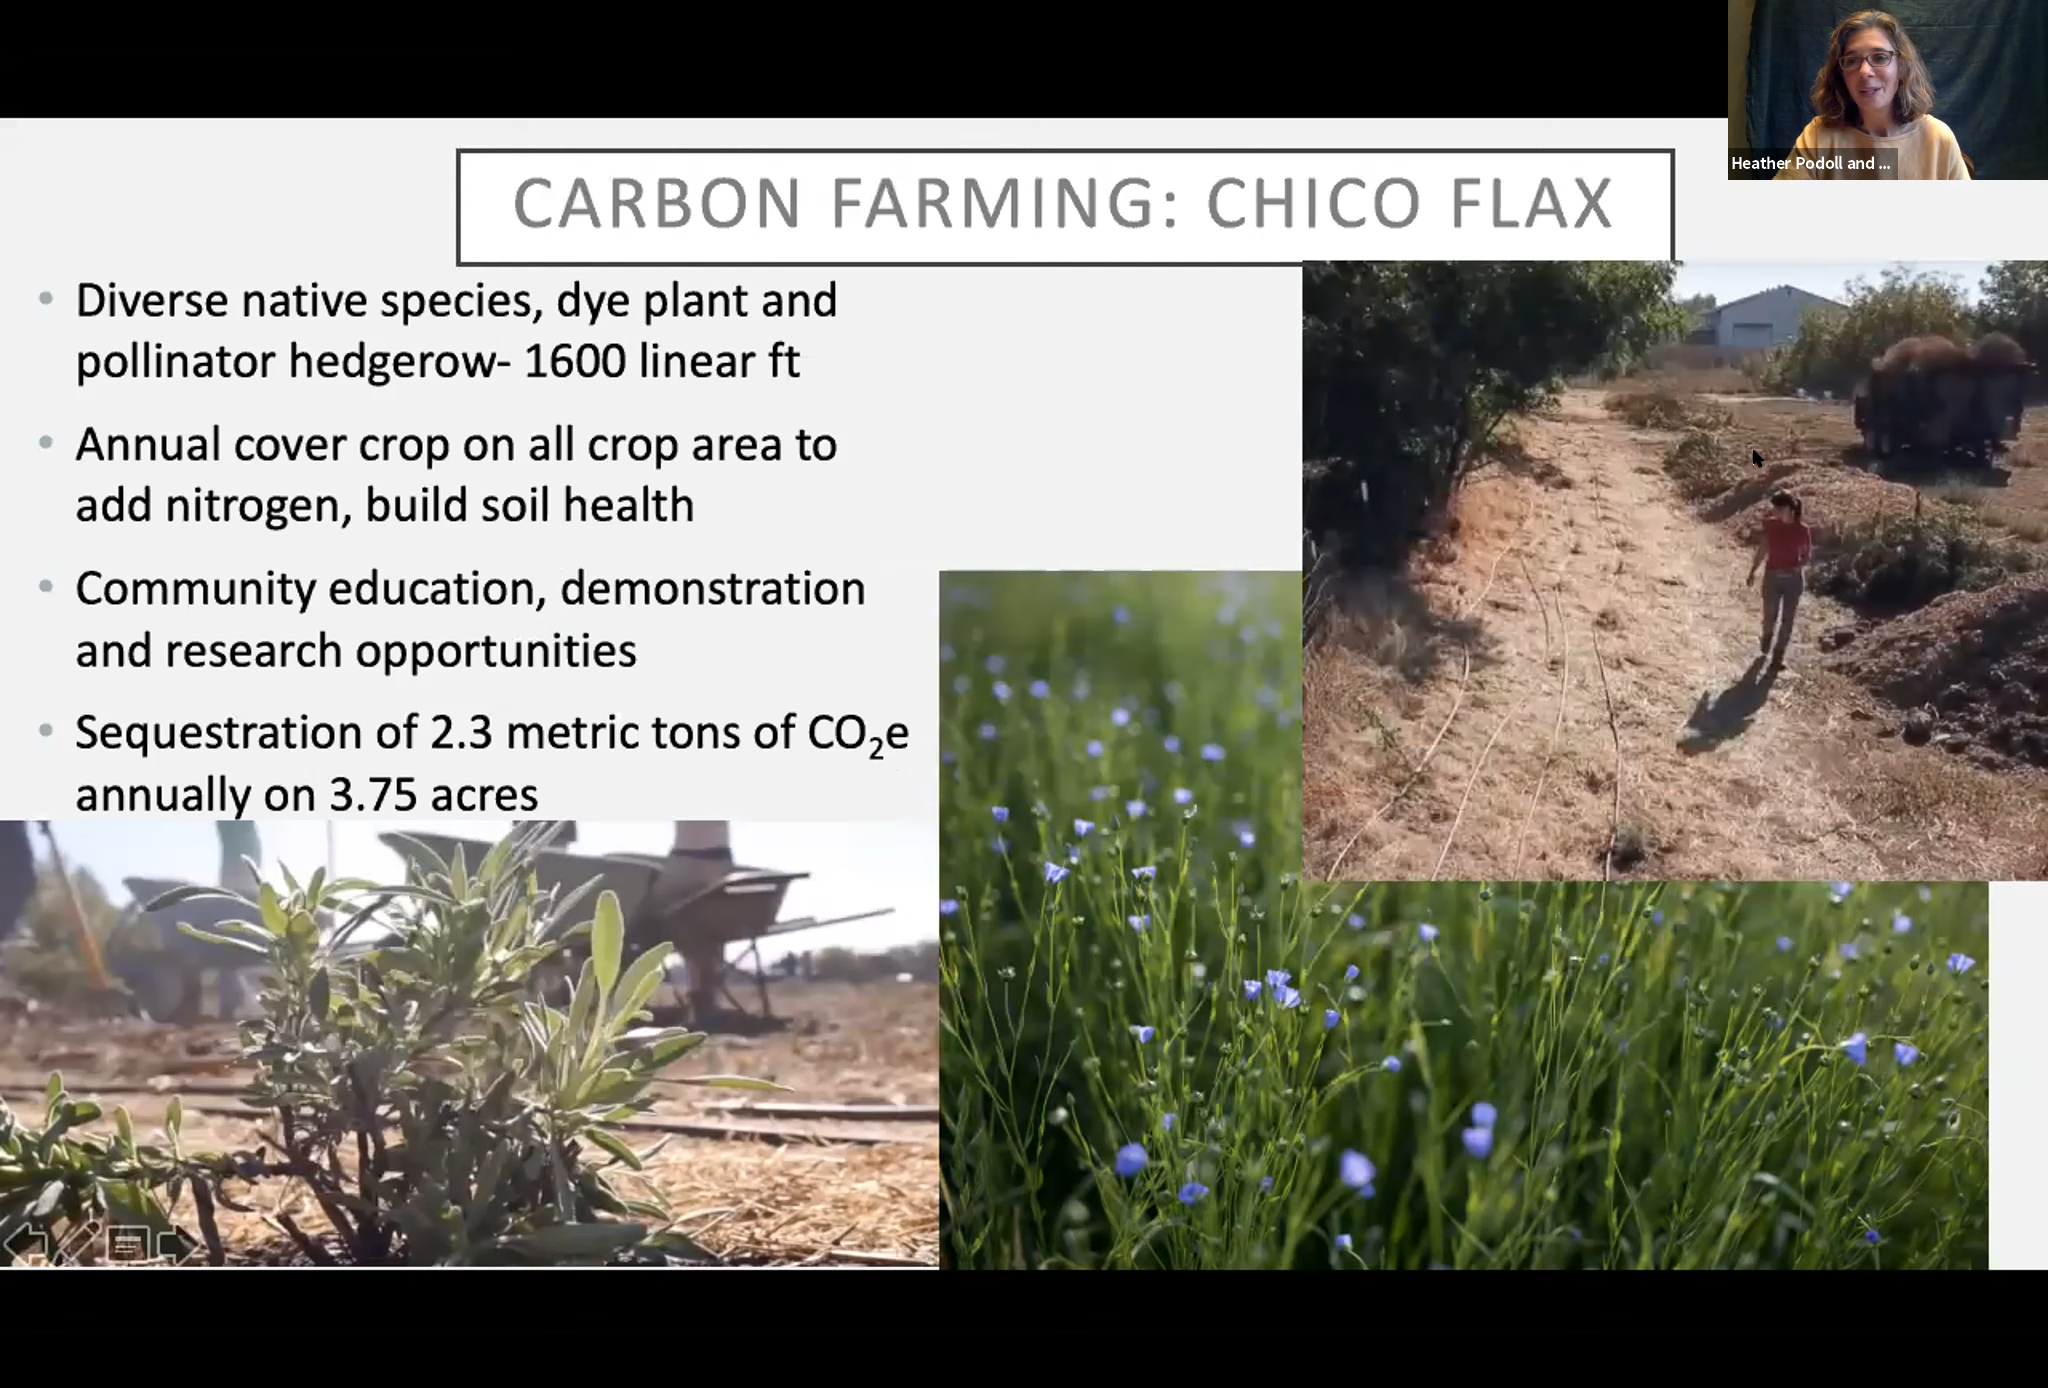 Heather Podoll and ...
CARBON FARMING: CHICO FLAX
• Diverse native species, dye plant and
pollinator hedgerow- 1600 linear ft
• Annual cover crop on all crop area to
add nitrogen, build soil health
• Community education, demonstration
and research opportunities
• Sequestration of 2.3 metric tons of CO₂e
annually on 3.75 acres